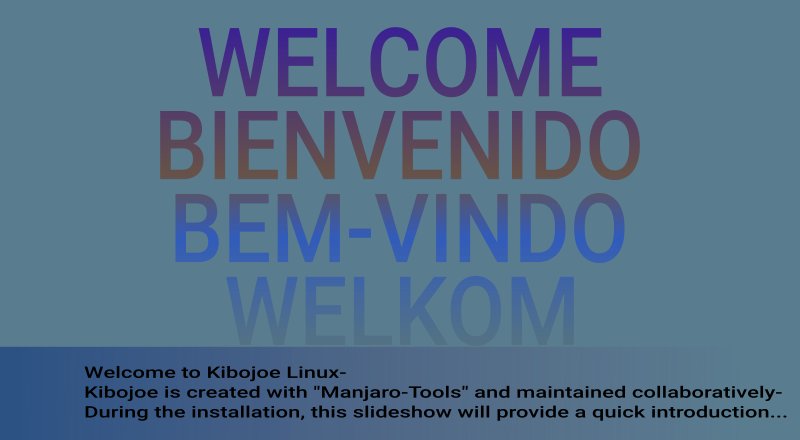 WELCOME
BIENVENIDO
BEM-VINDO
WELKOM
Welcome to Kibojoe Linux-
Kibojoe is created with "Manjaro-Tools" and maintained collaboratively-
During the installation, this slideshow will provide a quick introduction...